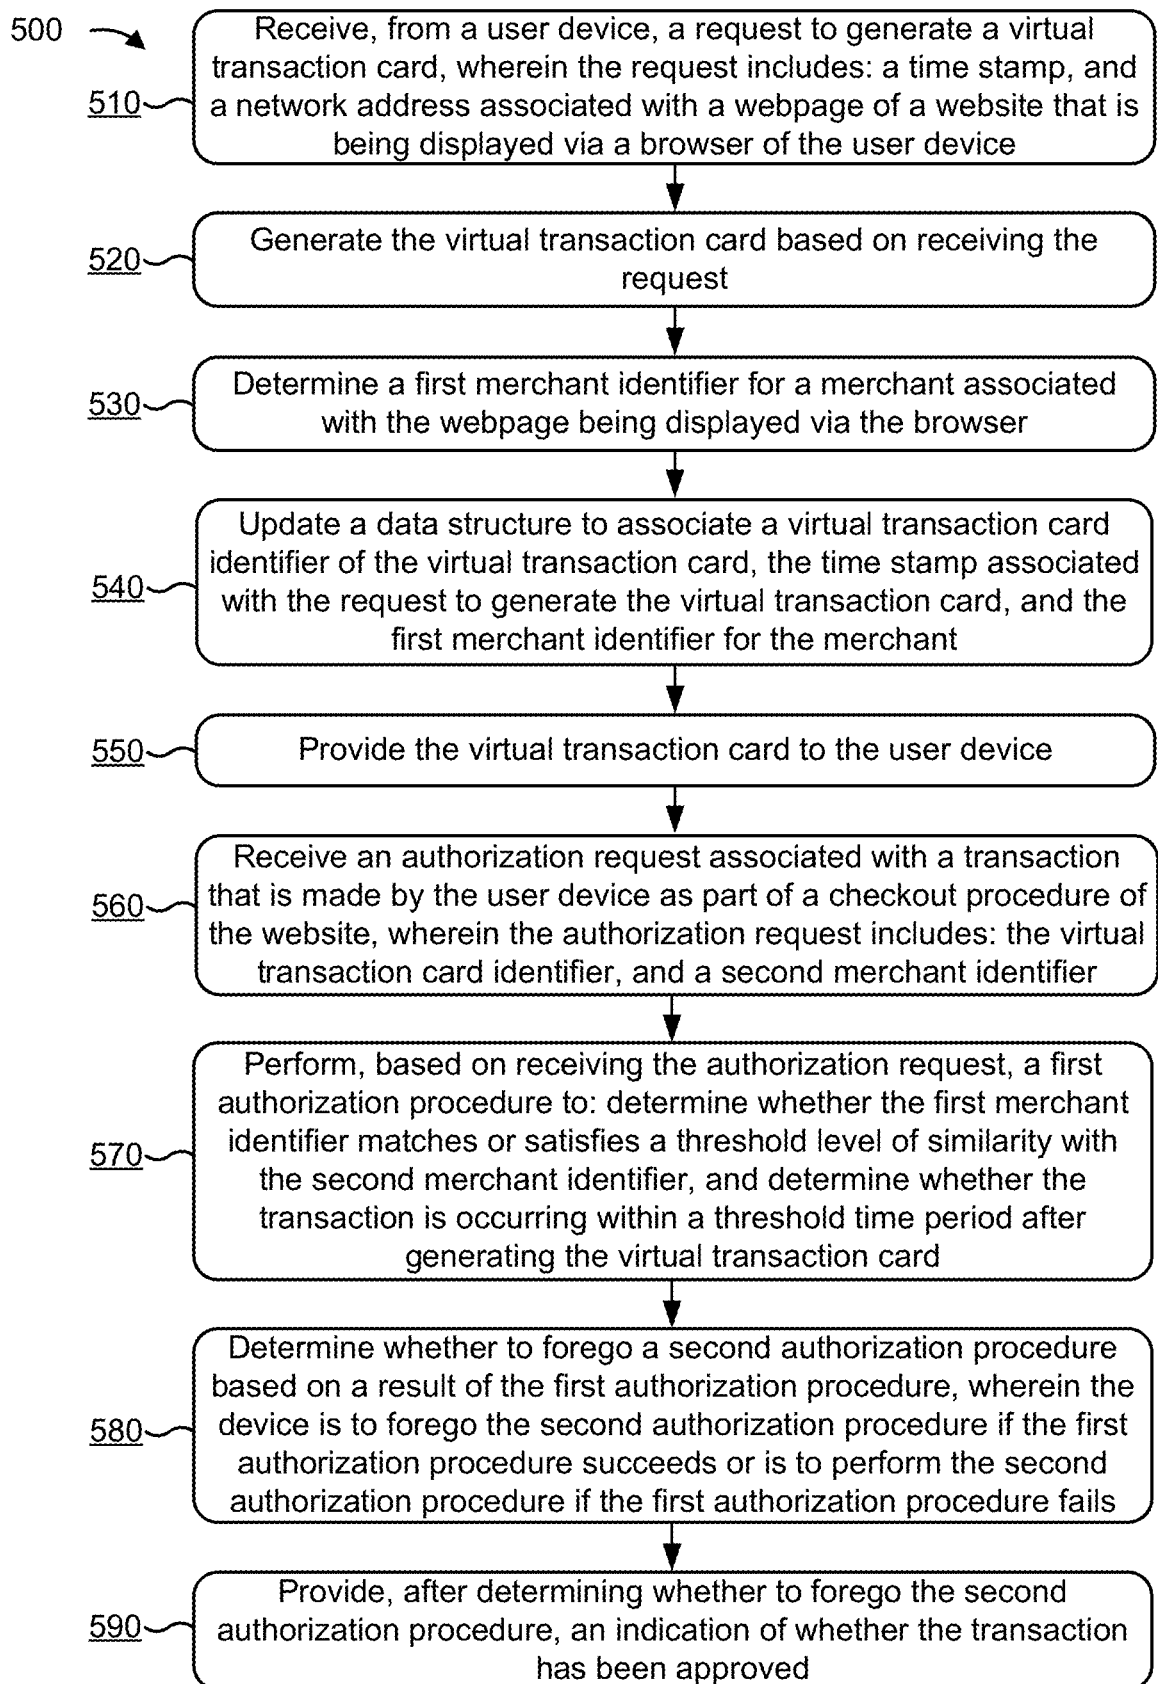 500
Receive, from a user device, a request to generate a virtual
transaction card, wherein the request includes: a time stamp, and
510
a network address associated with a webpage of a website that is
being displayed via a browser of the user device
Generate the virtual transaction card based on receiving the
520
request
Determine a first merchant identifier for a merchant associated
530
with the webpage being displayed via the browser
Update a data structure to associate a virtual transaction card
identifier of the virtual transaction card, the time stamp associated
540
with the request to generate the virtual transaction card, and the
first merchant identifier for the merchant
550
Provide the virtual transaction card to the user device
Receive an authorization request associated with a transaction
that is made by the user device as part of a checkout procedure of
560
the website, wherein the authorization request includes: the virtual
transaction card identifier, and a second merchant identifier
Perform, based on receiving the authorization request, a first
authorization procedure to: determine whether the first merchant
identifier matches or satisfies a threshold level of similarity with
570
the second merchant identifier, and determine whether the
transaction is occurring within a threshold time period after
generating the virtual transaction card
Determine whether to forego a second authorization procedure
based on a result of the first authorization procedure, wherein the
580
device is to forego the second authorization procedure if the first
authorization procedure succeeds or is to perform the second
authorization procedure if the first authorization procedure fails
Provide, after determining whether to forego the second
590
authorization procedure, an indication of whether the transaction
has been approved